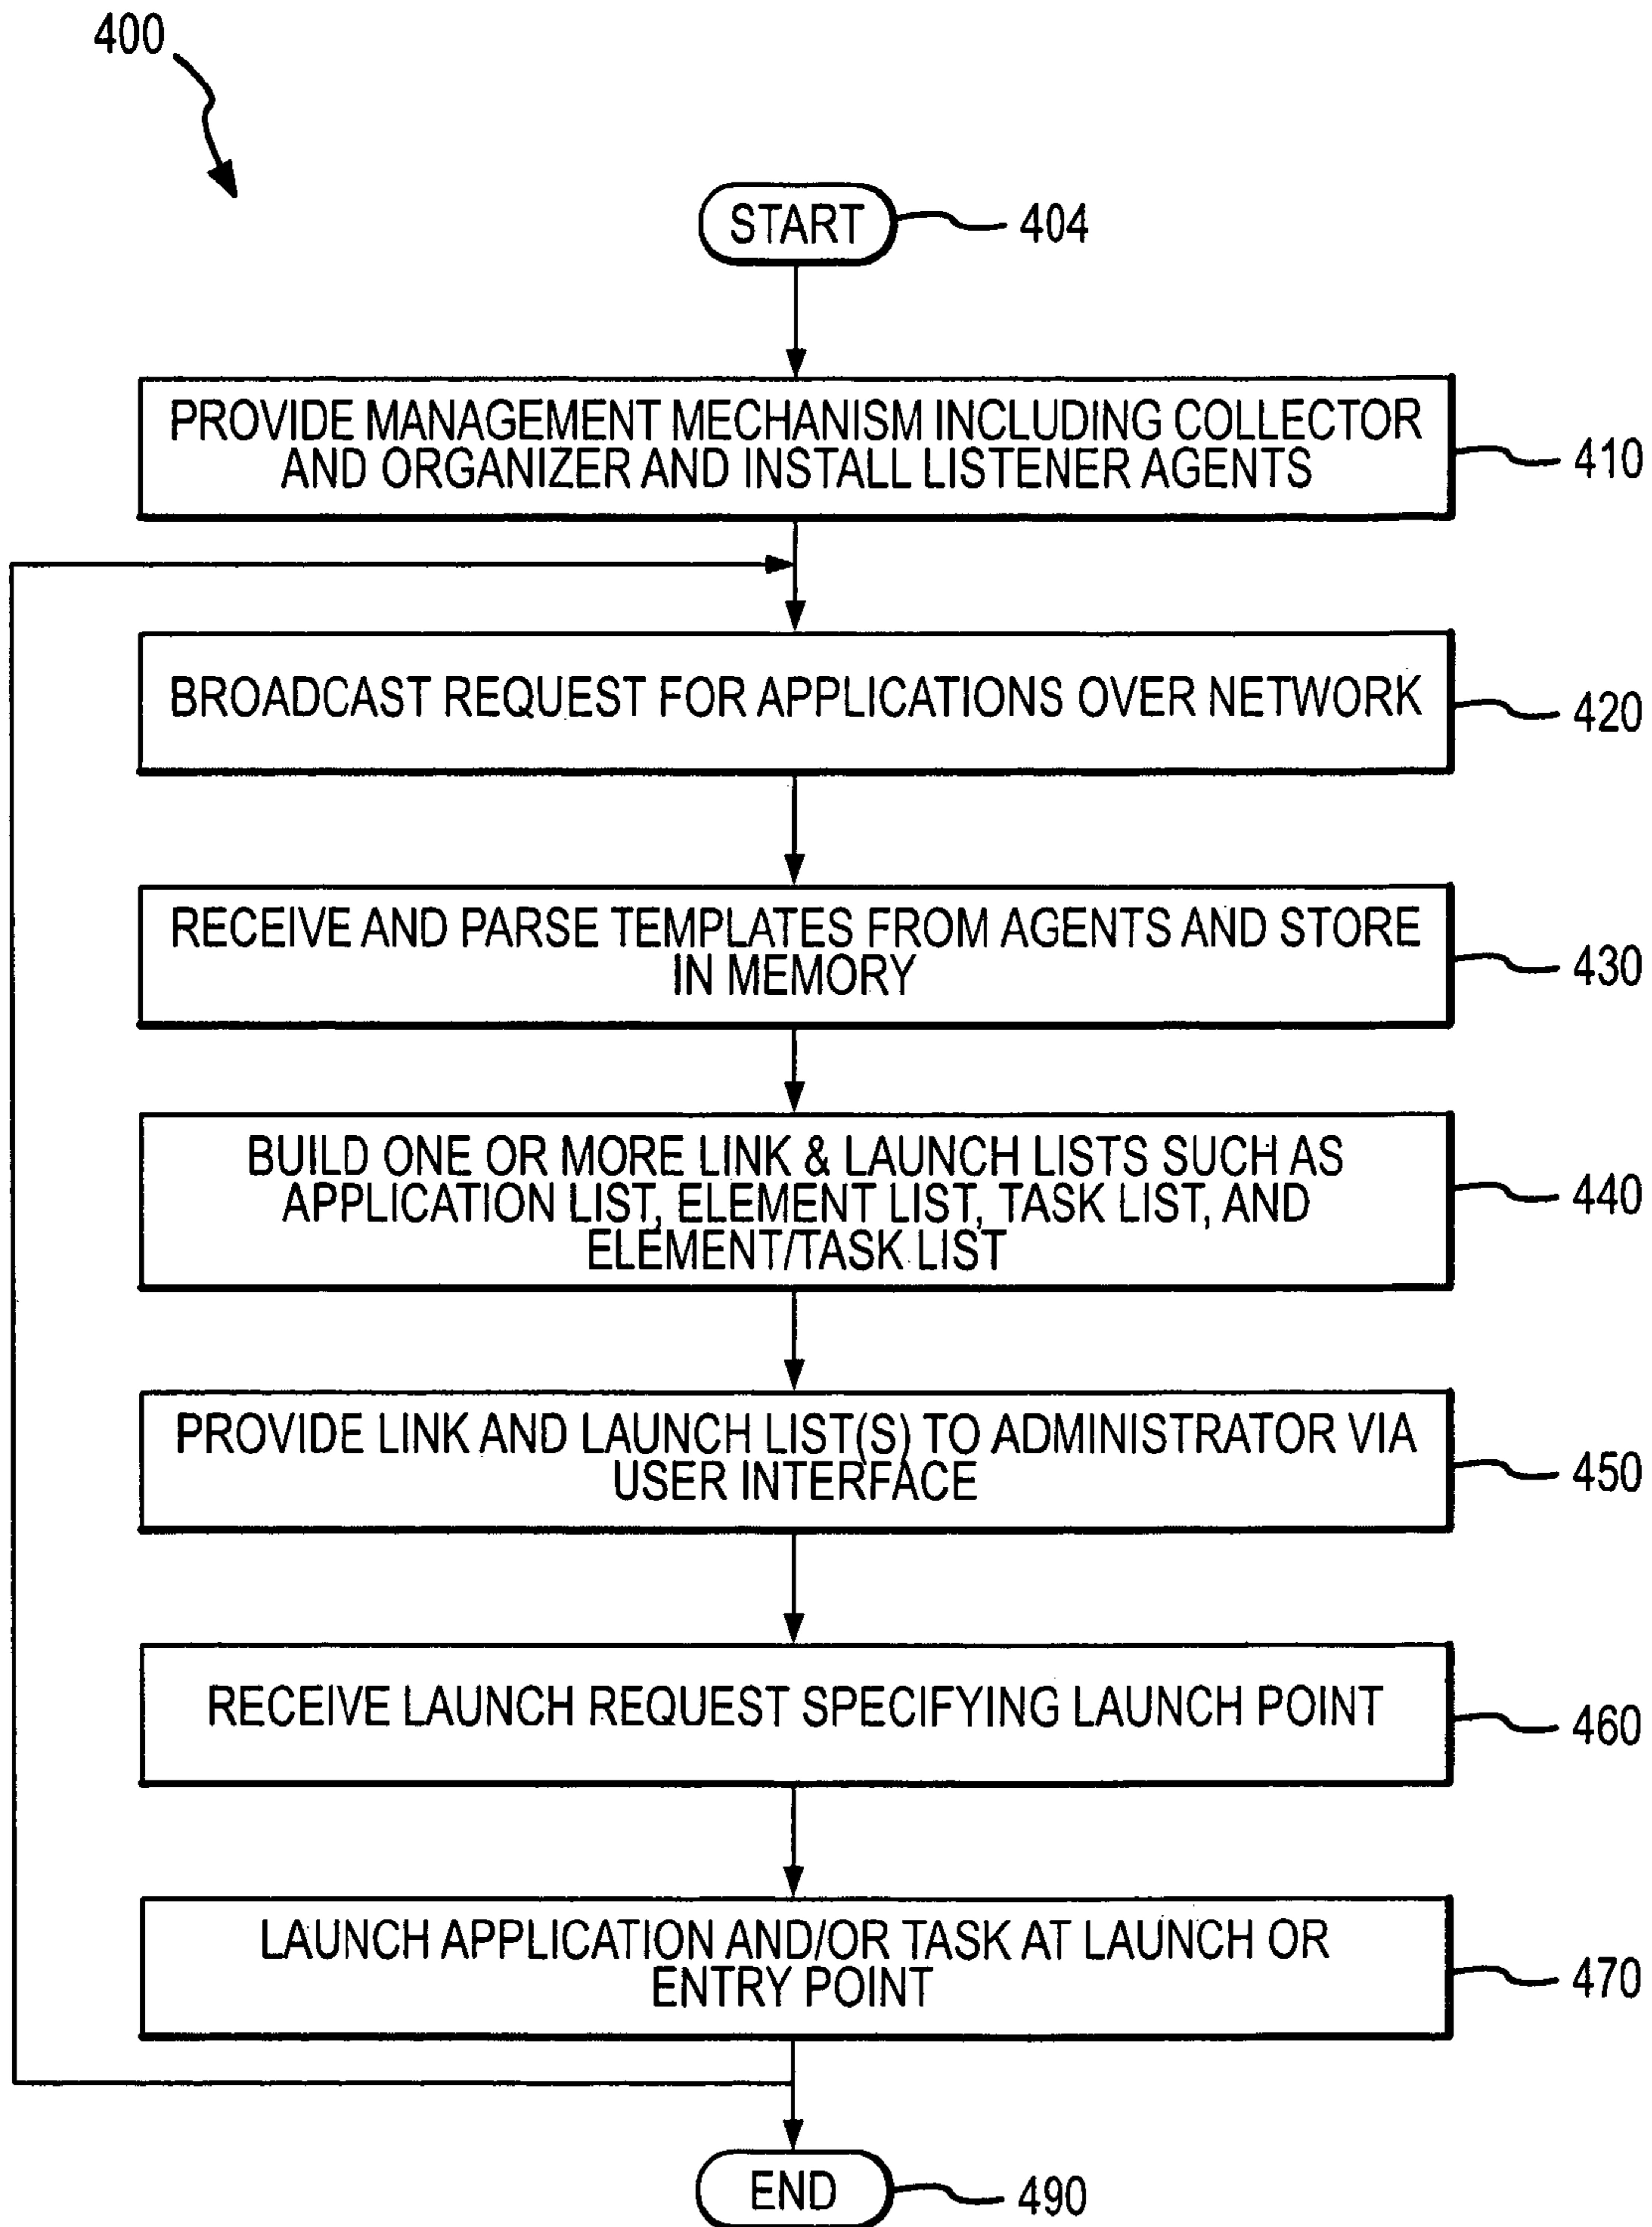 400
START
404
PROVIDE MANAGEMENT MECHANISM INCLUDING COLLECTOR
AND ORGANIZER AND INSTALL LISTENER AGENTS
410
BROADCAST REQUEST FOR APPLICATIONS OVER NETWORK
420
RECEIVE AND PARSE TEMPLATES FROM AGENTS AND STORE
IN MEMORY
430
BUILD ONE OR MORE LINK & LAUNCH LISTS SUCH AS
APPLICATION LIST, ELEMENT LIST, TASK LIST, AND
ELEMENT/TASK LIST
440
PROVIDE LINK AND LAUNCH LIST(S) TO ADMINISTRATOR VIA
USER INTERFACE
450
RECEIVE LAUNCH REQUEST SPECIFYING LAUNCH POINT
460
LAUNCH APPLICATION AND/OR TASK AT LAUNCH OR
ENTRY POINT
470
END
490